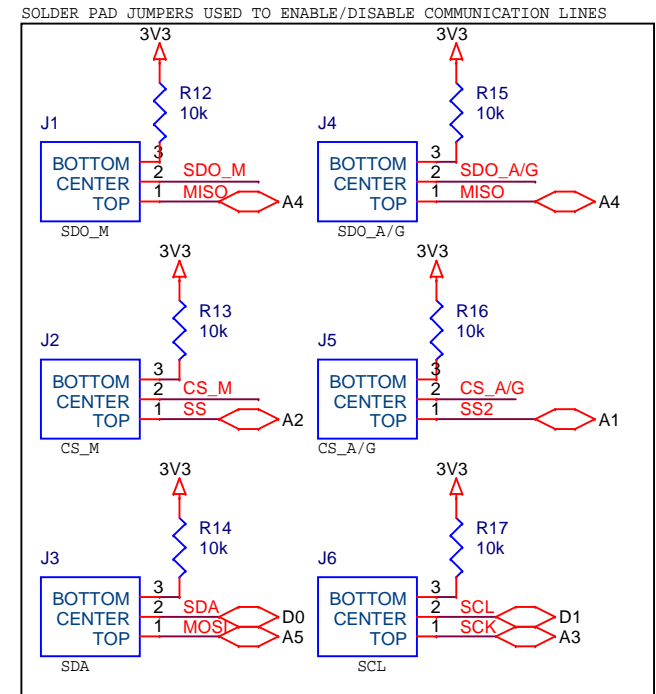 SOLDER PAD JUMPERS USED TO ENABLE/DISABLE COMMUNICATION LINES
3V3
R12
10k
J1
BOTTOM 3
CENTER 2 SDO_M
TOP 1 MISO A4
SDO_M
3V3
R15
10k
J4
BOTTOM 3
CENTER 2 SDO_A/G
TOP 1 MISO A4
SDO_A/G
3V3
R13
10k
J2
BOTTOM 3
CENTER 2 CS_M
TOP 1 SS A2
CS_M
3V3
R16
10k
J5
BOTTOM 3
CENTER 2 CS_A/G
TOP 1 SS2 A1
CS_A/G
3V3
R14
10k
J3
BOTTOM 3
CENTER 2 SDA D0
TOP 1 MOSI A5
SDA
3V3
R17
10k
J6
BOTTOM 3
CENTER 2 SCL D1
TOP 1 SCK A3
SCL